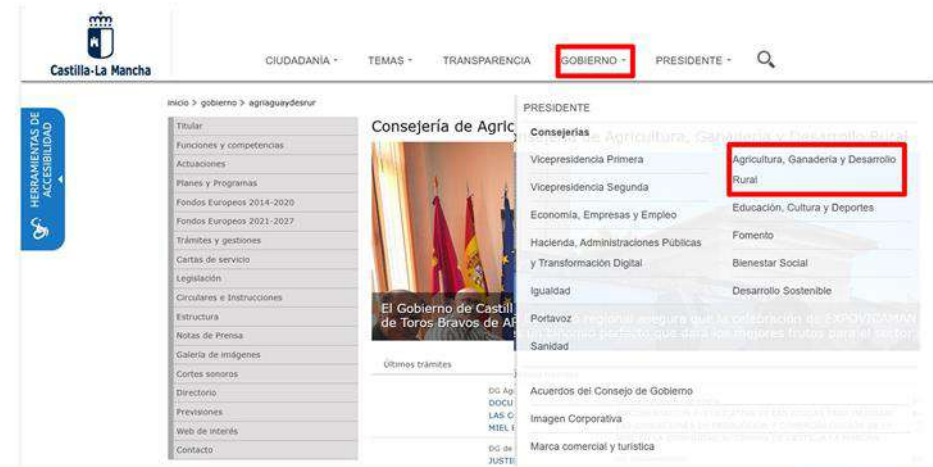 Castilla-La Mancha
CIUDADANÍA
TEMAS
TRANSPARENCIA
GOBIERNO
PRESIDENTE
HERRAMIENTAS DE
ACCESIBILIDAD
inicio > gobierno > agriaguaydesrur
Titular
Funciones y competencias
Actuaciones
Planes y Programas
Fondos Europeos 2014-2020
Fondos Europeos 2021-2027
Trámites y gestiones
Cartas de servicio
Legislación
Circulares e Instrucciones
Estructura
Notas de Prensa
Galería de imágenes
Cortes sonoros
Directorio
Previsiones
Web de interés
Contacto
Consejería de Agric
El Gobierno de Castill
de Toros Bravos de
Últimos trámites
DOCU
MIEL
DG de
PRESIDENTE
Consejerías
Vicepresidencia Primera
Vicepresidencia Segunda
Economía, Empresas y Empleo
Hacienda, Administraciones Públicas
y Transformación Digital
Igualdad
Portavoz
Sanidad
Agricultura, Ganadería y Desarrollo
Rural
Educación, Cultura y Deportes
Fomento
Bienestar Social
Desarrollo Sostenible
Acuerdos del Consejo de Gobierno
Imagen Corporativa
Marca comercial y turística